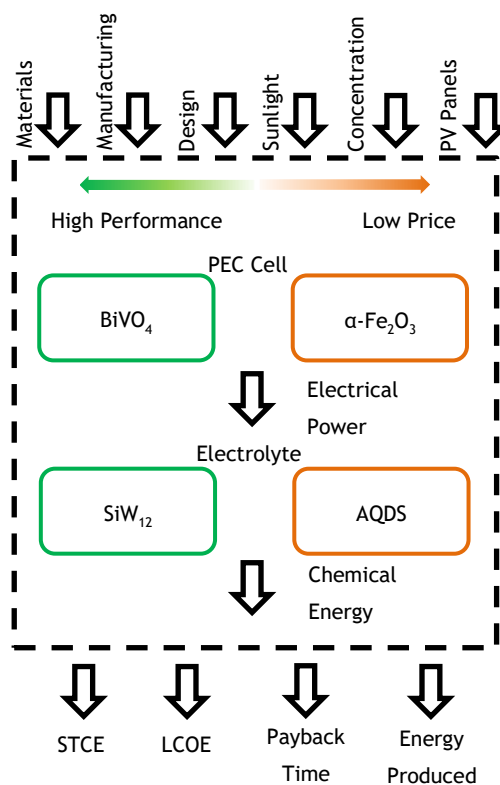 Materials
Manufacturing
Design
Sunlight
Concentration
PV Panels
High Performance
Low Price
PEC Cell
BiVO₄
α-Fe₂O₃
Electrical
Power
Electrolyte
SiW₁₂
AQDS
Chemical
Energy
STCE
LCOE
Payback
Time
Energy
Produced